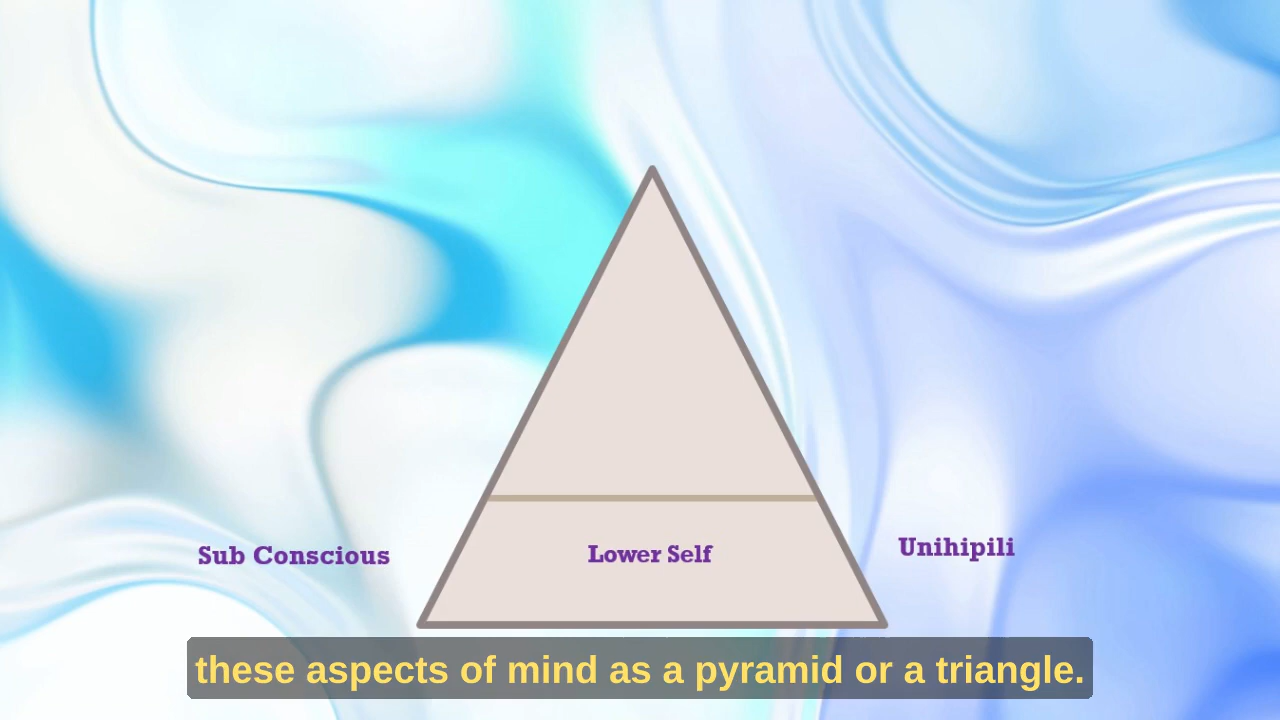 Sub Conscious
Lower Self
Unihipili
these aspects of mind as a pyramid or a triangle.